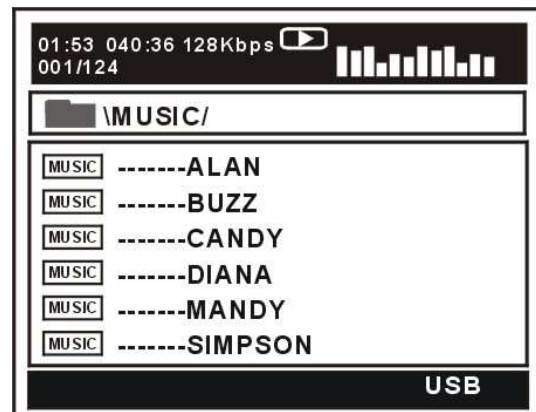 01:53 040:36 128Kbps
001/124
\MUSIC/
MUSIC -------ALAN
MUSIC -------BUZZ
MUSIC -------CANDY
MUSIC -------DIANA
MUSIC -------MANDY
MUSIC -------SIMPSON
USB